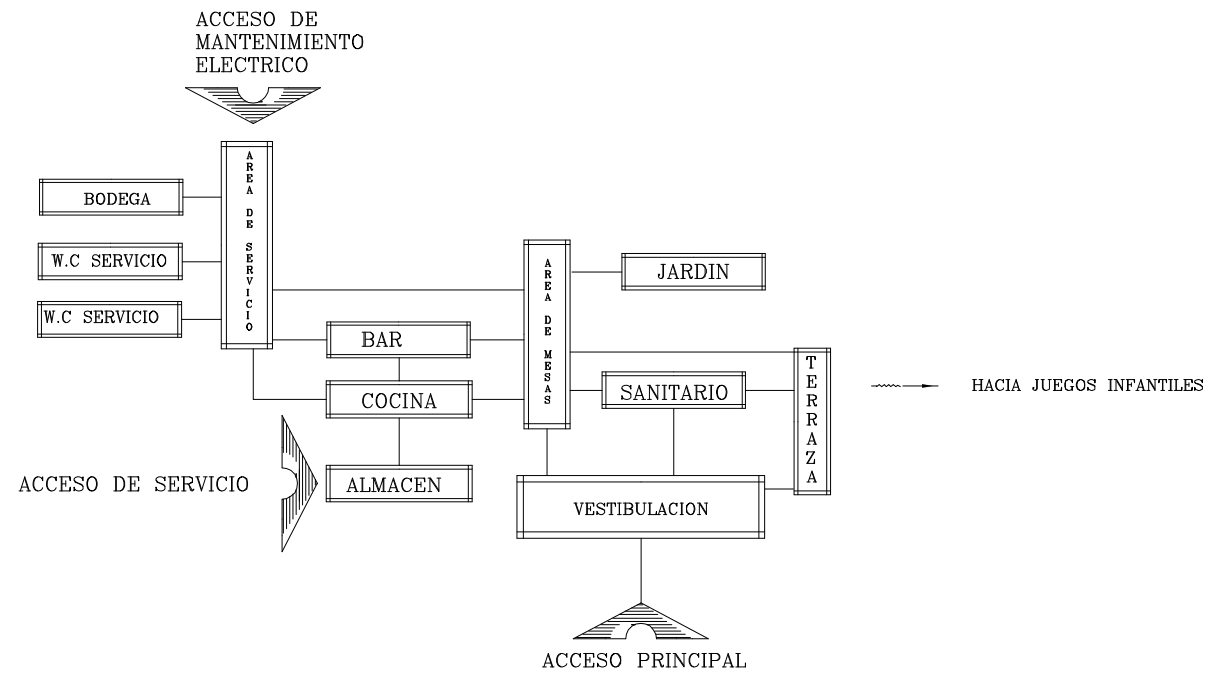 ACCESO DE
MANTENIMIENTO
ELECTRICO
AREA DE SERVICIO
BODEGA
W.C SERVICIO
W.C SERVICIO
AREA DE MESAS
JARDIN
BAR
TERRAZA
SANITARIO
HACIA JUEGOS INFANTILES
COCINA
ACCESO DE SERVICIO
ALMACEN
VESTIBULACION
ACCESO PRINCIPAL